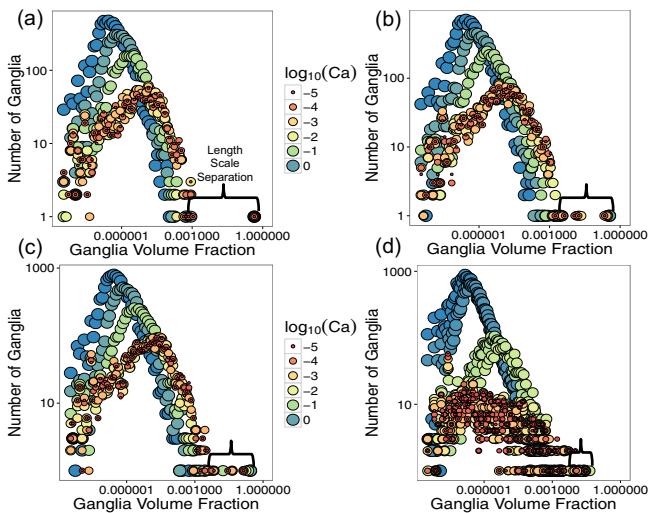 (a)
Number of Ganglia
100
10
1
0.000001
0.001000
1.000000
Ganglia Volume Fraction
Length
Scale
Separation
log10(Ca)
−5
−4
−3
−2
−1
0
(b)
Number of Ganglia
100
10
1
0.000001
0.001000
1.000000
Ganglia Volume Fraction
(c)
Number of Ganglia
1000
10
0.000001
0.001000
1.000000
Ganglia Volume Fraction
log10(Ca)
−5
−4
−3
−2
−1
0
(d)
Number of Ganglia
1000
10
0.000001
0.001000
1.000000
Ganglia Volume Fraction